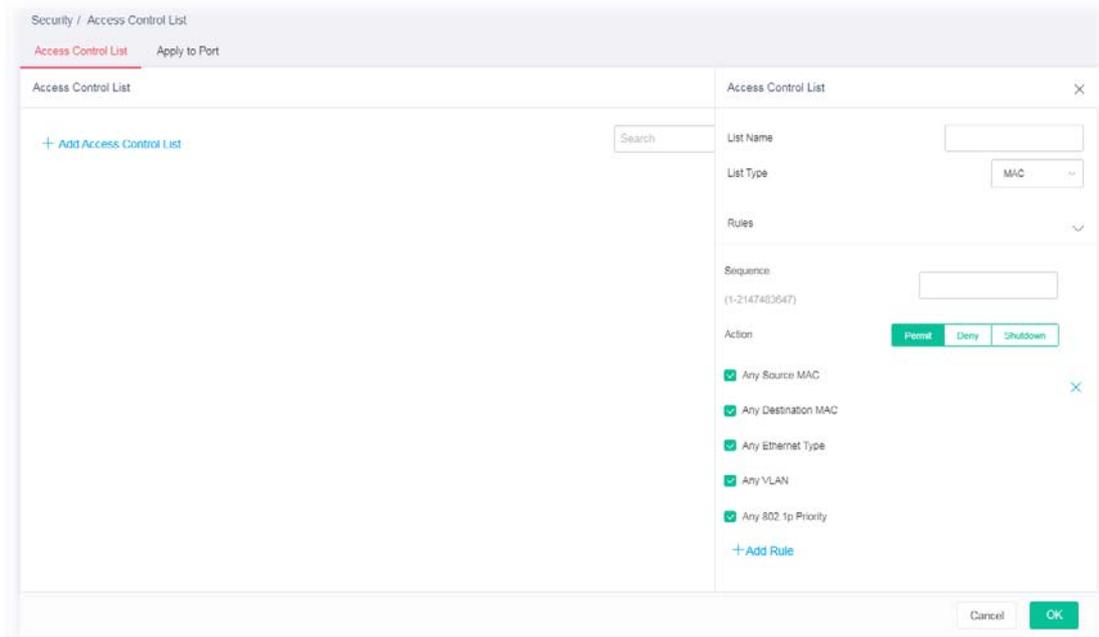 Security / Access Control List
Access Control List Apply to Port
Access Control List
+ Add Access Control List
Search
Access Control List
List Name
List Type MAC
Rules
Sequence
(1-2147483647)
Action Permit Deny Shutdown
Any Source MAC
Any Destination MAC
Any Ethernet Type
Any VLAN
Any 802.1p Priority
+Add Rule
Cancel OK